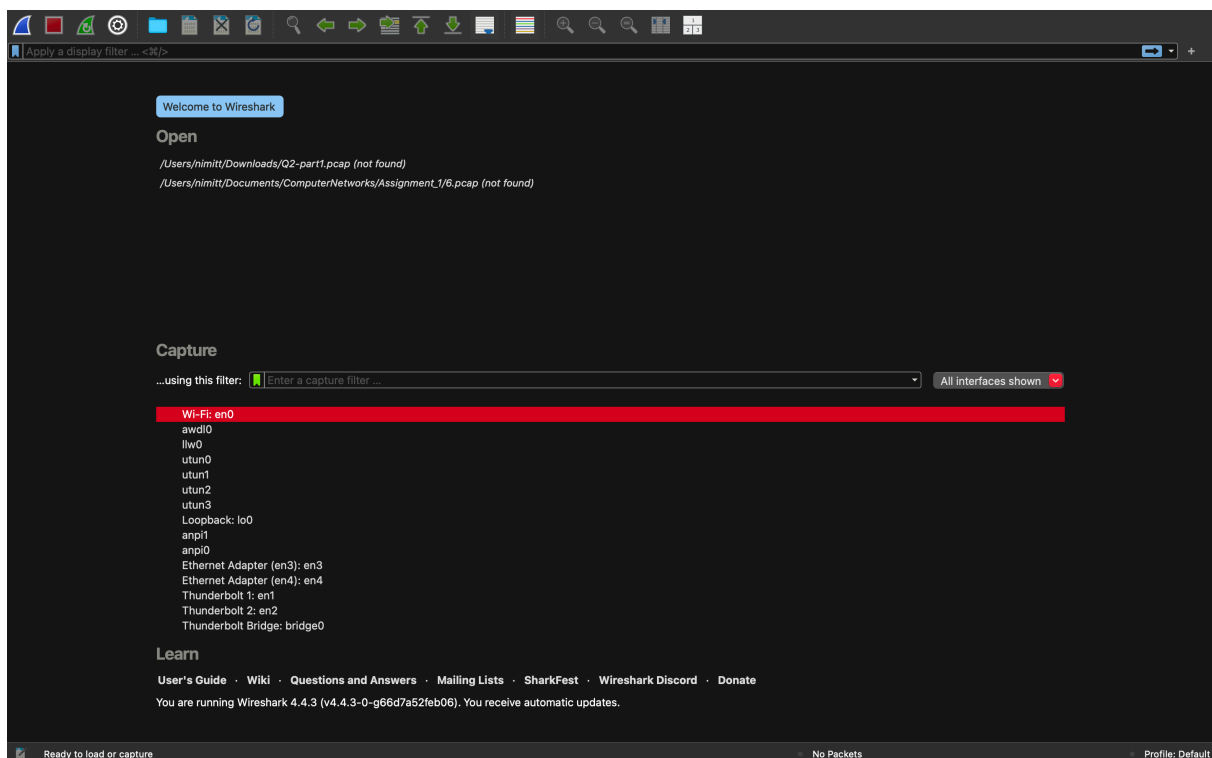 Apply a display filter ... <⌘/>
Welcome to Wireshark
Open
/Users/nimitt/Downloads/Q2-part1.pcap (not found)
/Users/nimitt/Documents/ComputerNetworks/Assignment_1/6.pcap (not found)
Capture
...using this filter: Enter a capture filter ... All interfaces shown
Wi-Fi: en0
awdl0
llw0
utun0
utun1
utun2
utun3
Loopback: lo0
anpi1
anpi0
Ethernet Adapter (en3): en3
Ethernet Adapter (en4): en4
Thunderbolt 1: en1
Thunderbolt 2: en2
Thunderbolt Bridge: bridge0
Learn
User's Guide · Wiki · Questions and Answers · Mailing Lists · SharkFest · Wireshark Discord · Donate
You are running Wireshark 4.4.3 (v4.4.3-0-g66d7a52feb06). You receive automatic updates.
Ready to load or capture No Packets Profile: Default